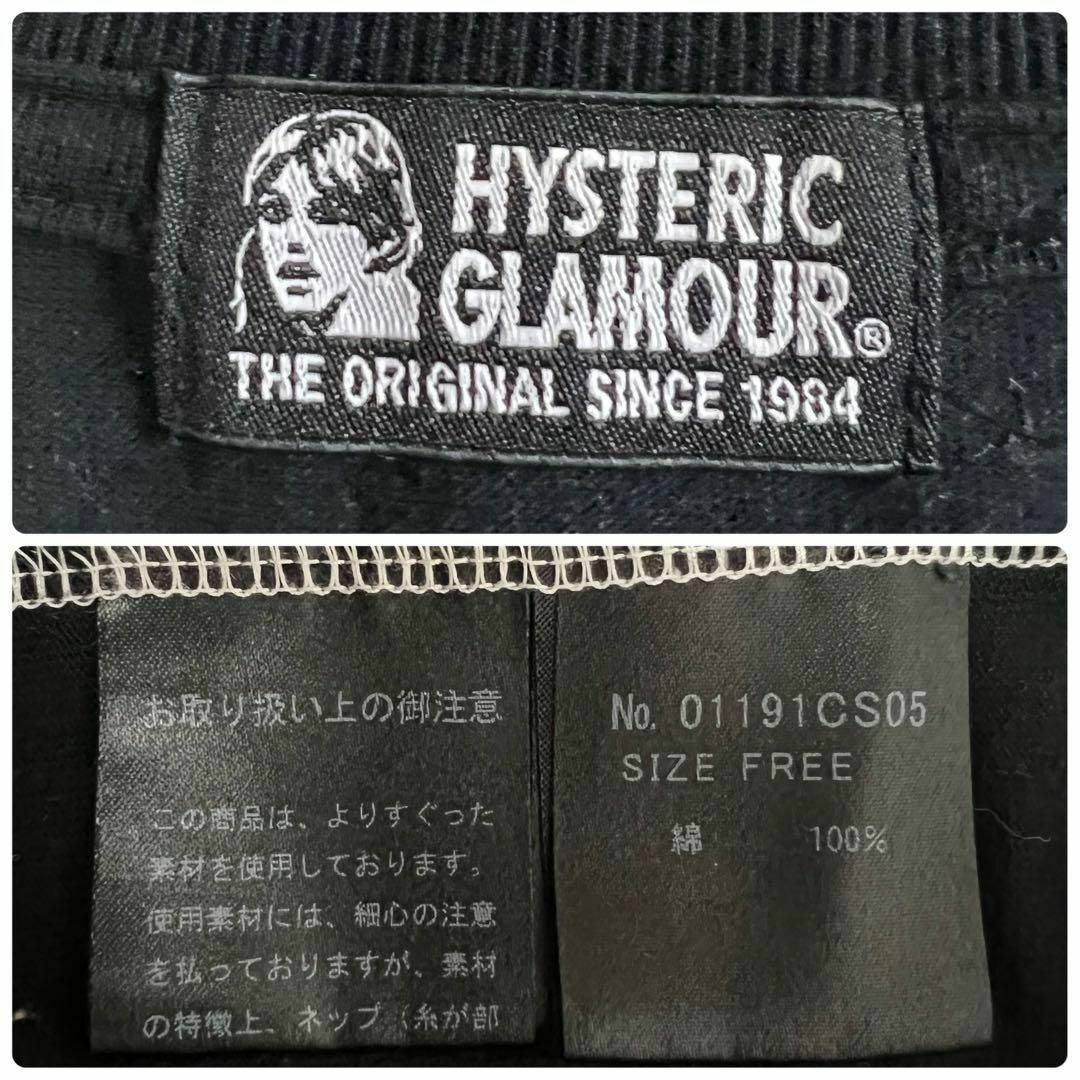 HYSTERIC
GLAMOUR®
THE ORIGINAL SINCE 1984
お取り扱い上の御注意
この商品は、よりすぐった
素材を使用しております。
使用素材には、細心の注意
を払っておりますが、素材
の特徴上、ネップ（糸が部
No. 01191CS05
SIZE FREE
綿 100%